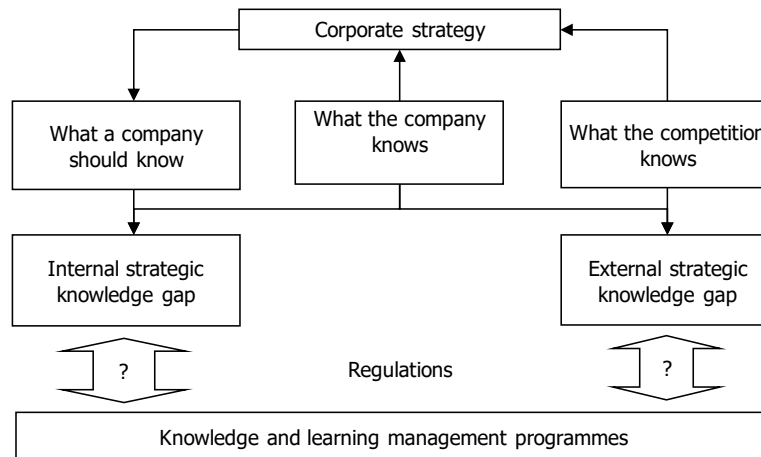 Corporate strategy
What a company
should know
What the company
knows
What the competition
knows
Internal strategic
knowledge gap
External strategic
knowledge gap
?
Regulations
?
Knowledge and learning management programmes